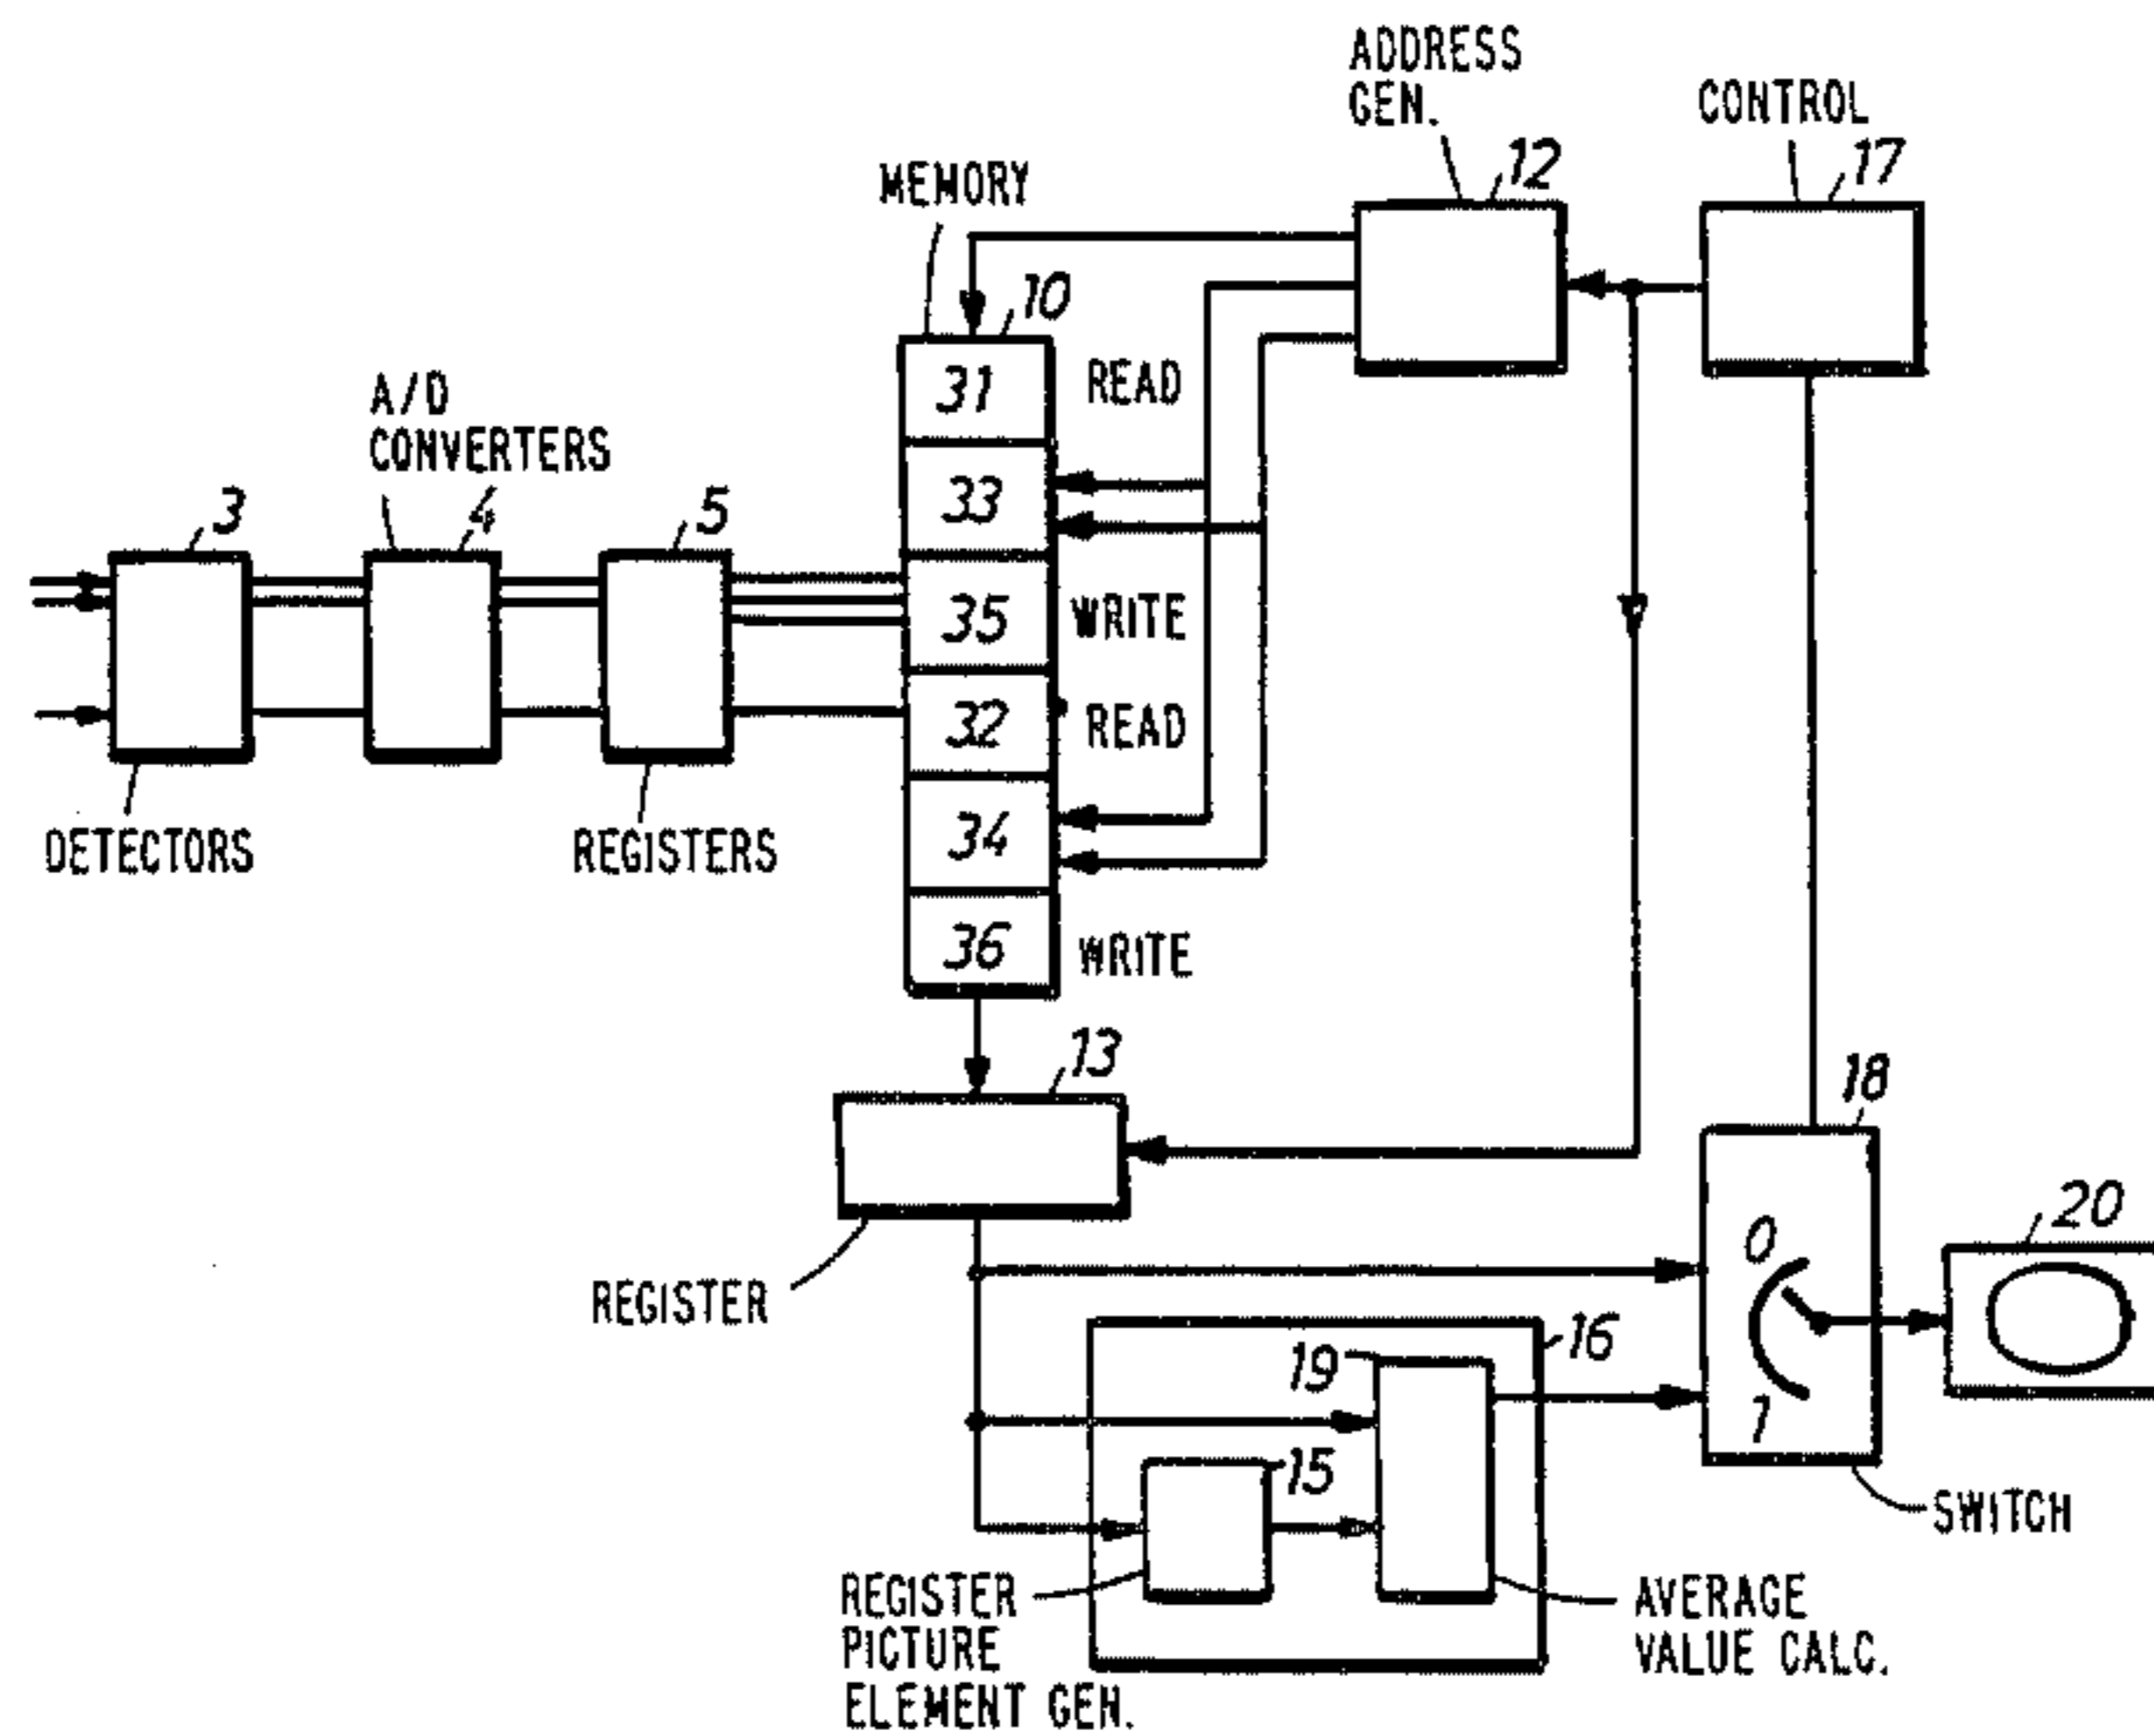 ADDRESS
GEN.
CONTROL
12
17
MEMORY
10
31
READ
A/D
CONVERTERS
33
3
4
5
35
WRITE
32
READ
34
DETECTORS
REGISTERS
36
WRITE
13
18
REGISTER
0
20
16
19
1
15
SWITCH
REGISTER
PICTURE
ELEMENT GEN.
AVERAGE
VALUE CALC.